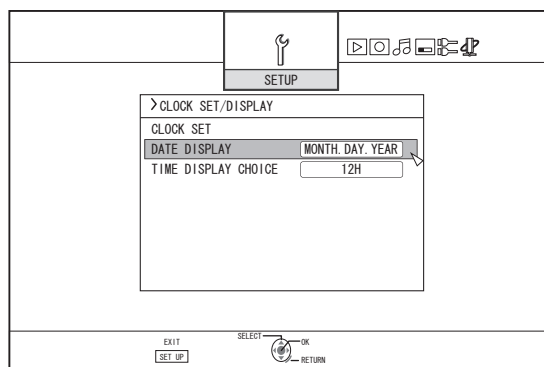 SETUP
>CLOCK SET/DISPLAY
CLOCK SET
DATE DISPLAY MONTH. DAY. YEAR
TIME DISPLAY CHOICE 12H
EXIT SELECT OK
SET UP RETURN